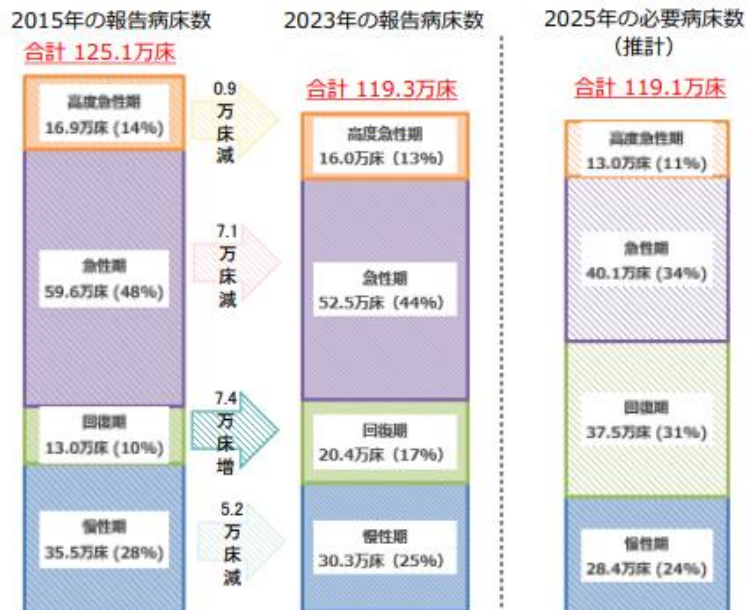 2015年の報告病床数
合計 125.1万床
高度急性期
16.9万床 (14%)
急性期
59.6万床 (48%)
回復期
13.0万床 (10%)
慢性期
35.5万床 (28%)
0.9
万
床
減
7.1
万
床
減
7.4
万
床
増
5.2
万
床
減
2023年の報告病床数
合計 119.3万床
高度急性期
16.0万床（13%）
急性期
52.5万床（44%）
回復期
20.4万床（17%）
慢性期
30.3万床（25%）
2025年の必要病床数
（推計）
合計 119.1万床
高度急性期
13.0万床 (11%)
急性期
40.1万床 (34%)
回復期
37.5万床 (31%)
慢性期
28.4万床 (24%)